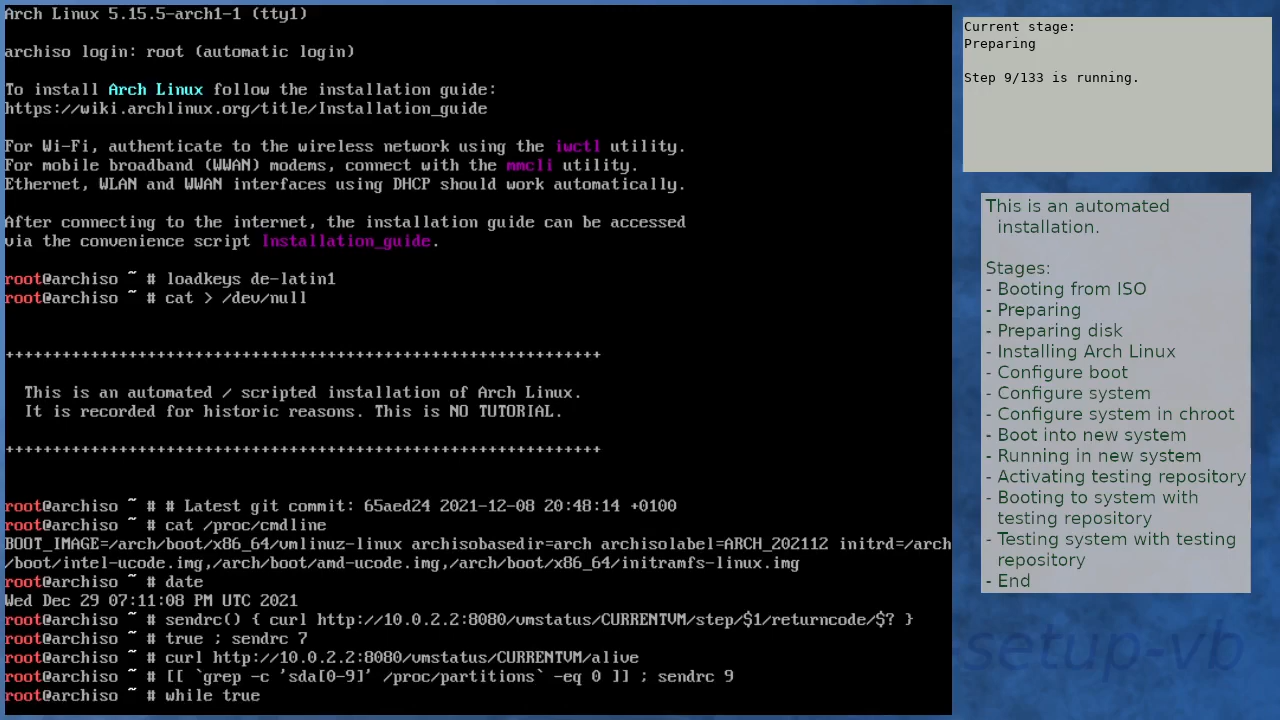 Arch Linux 5.15.5-arch1-1 (tty1)
archiso login: root (automatic login)
To install Arch Linux follow the installation guide:
https://wiki.archlinux.org/title/Installation_guide
For Wi-Fi, authenticate to the wireless network using the iwctl utility.
For mobile broadband (WWAN) modems, connect with the mmcli utility.
Ethernet, WLAN and WWAN interfaces using DHCP should work automatically.
After connecting to the internet, the installation guide can be accessed
via the convenience script Installation_guide.
root@archiso ~ # loadkeys de-latin1
root@archiso ~ # cat > /dev/null
+++++++++++++++++++++++++++++++++++++++++++++++++++++++++++++++
This is an automated / scripted installation of Arch Linux.
It is recorded for historic reasons. This is NO TUTORIAL.
+++++++++++++++++++++++++++++++++++++++++++++++++++++++++++++++
root@archiso ~ # # Latest git commit: 65aed24 2021-12-08 20:48:14 +0100
root@archiso ~ # cat /proc/cmdline
BOOT_IMAGE=/arch/boot/x86_64/vmlinuz-linux archisobasedir=arch archisolabel=ARCH_202112 initrd=/arch
/boot/intel-ucode.img,/arch/boot/amd-ucode.img,/arch/boot/x86_64/initramfs-linux.img
root@archiso ~ # date
Wed Dec 29 07:11:08 PM UTC 2021
root@archiso ~ # sendrc() { curl http://10.0.2.2:8080/vmstatus/CURRENTVM/step/$1/returncode/$? }
root@archiso ~ # true ; sendrc 7
root@archiso ~ # curl http://10.0.2.2:8080/vmstatus/CURRENTVM/alive
root@archiso ~ # [[ `grep -c 'sda[0-9]' /proc/partitions` -eq 0 ]] ; sendrc 9
root@archiso ~ # while true
Current stage:
Preparing
Step 9/133 is running.
This is an automated
installation.
Stages:
- Booting from ISO
- Preparing
- Preparing disk
- Installing Arch Linux
- Configure boot
- Configure system
- Configure system in chroot
- Boot into new system
- Running in new system
- Activating testing repository
- Booting to system with
testing repository
- Testing system with testing
repository
- End
-setup-vb